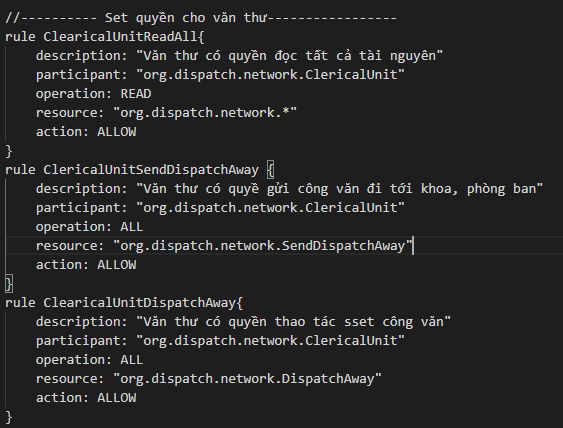 //---------- Set quyền cho văn thư-----------------
rule ClearicalUnitReadAll{
description: "Văn thư có quyền đọc tất cả tài nguyên"
participant: "org.dispatch.network.ClericalUnit"
operation: READ
resource: "org.dispatch.network.*"
action: ALLOW
}
rule ClericalUnitSendDispatchAway {
description: "Văn thư có quyề gửi công văn đi tới khoa, phòng ban"
participant: "org.dispatch.network.ClericalUnit"
operation: ALL
resource: "org.dispatch.network.SendDispatchAway"
action: ALLOW
}
rule ClearicalUnitDispatchAway{
description: "Văn thư có quyền thao tác sset công văn"
participant: "org.dispatch.network.ClericalUnit"
operation: ALL
resource: "org.dispatch.network.DispatchAway"
action: ALLOW
}